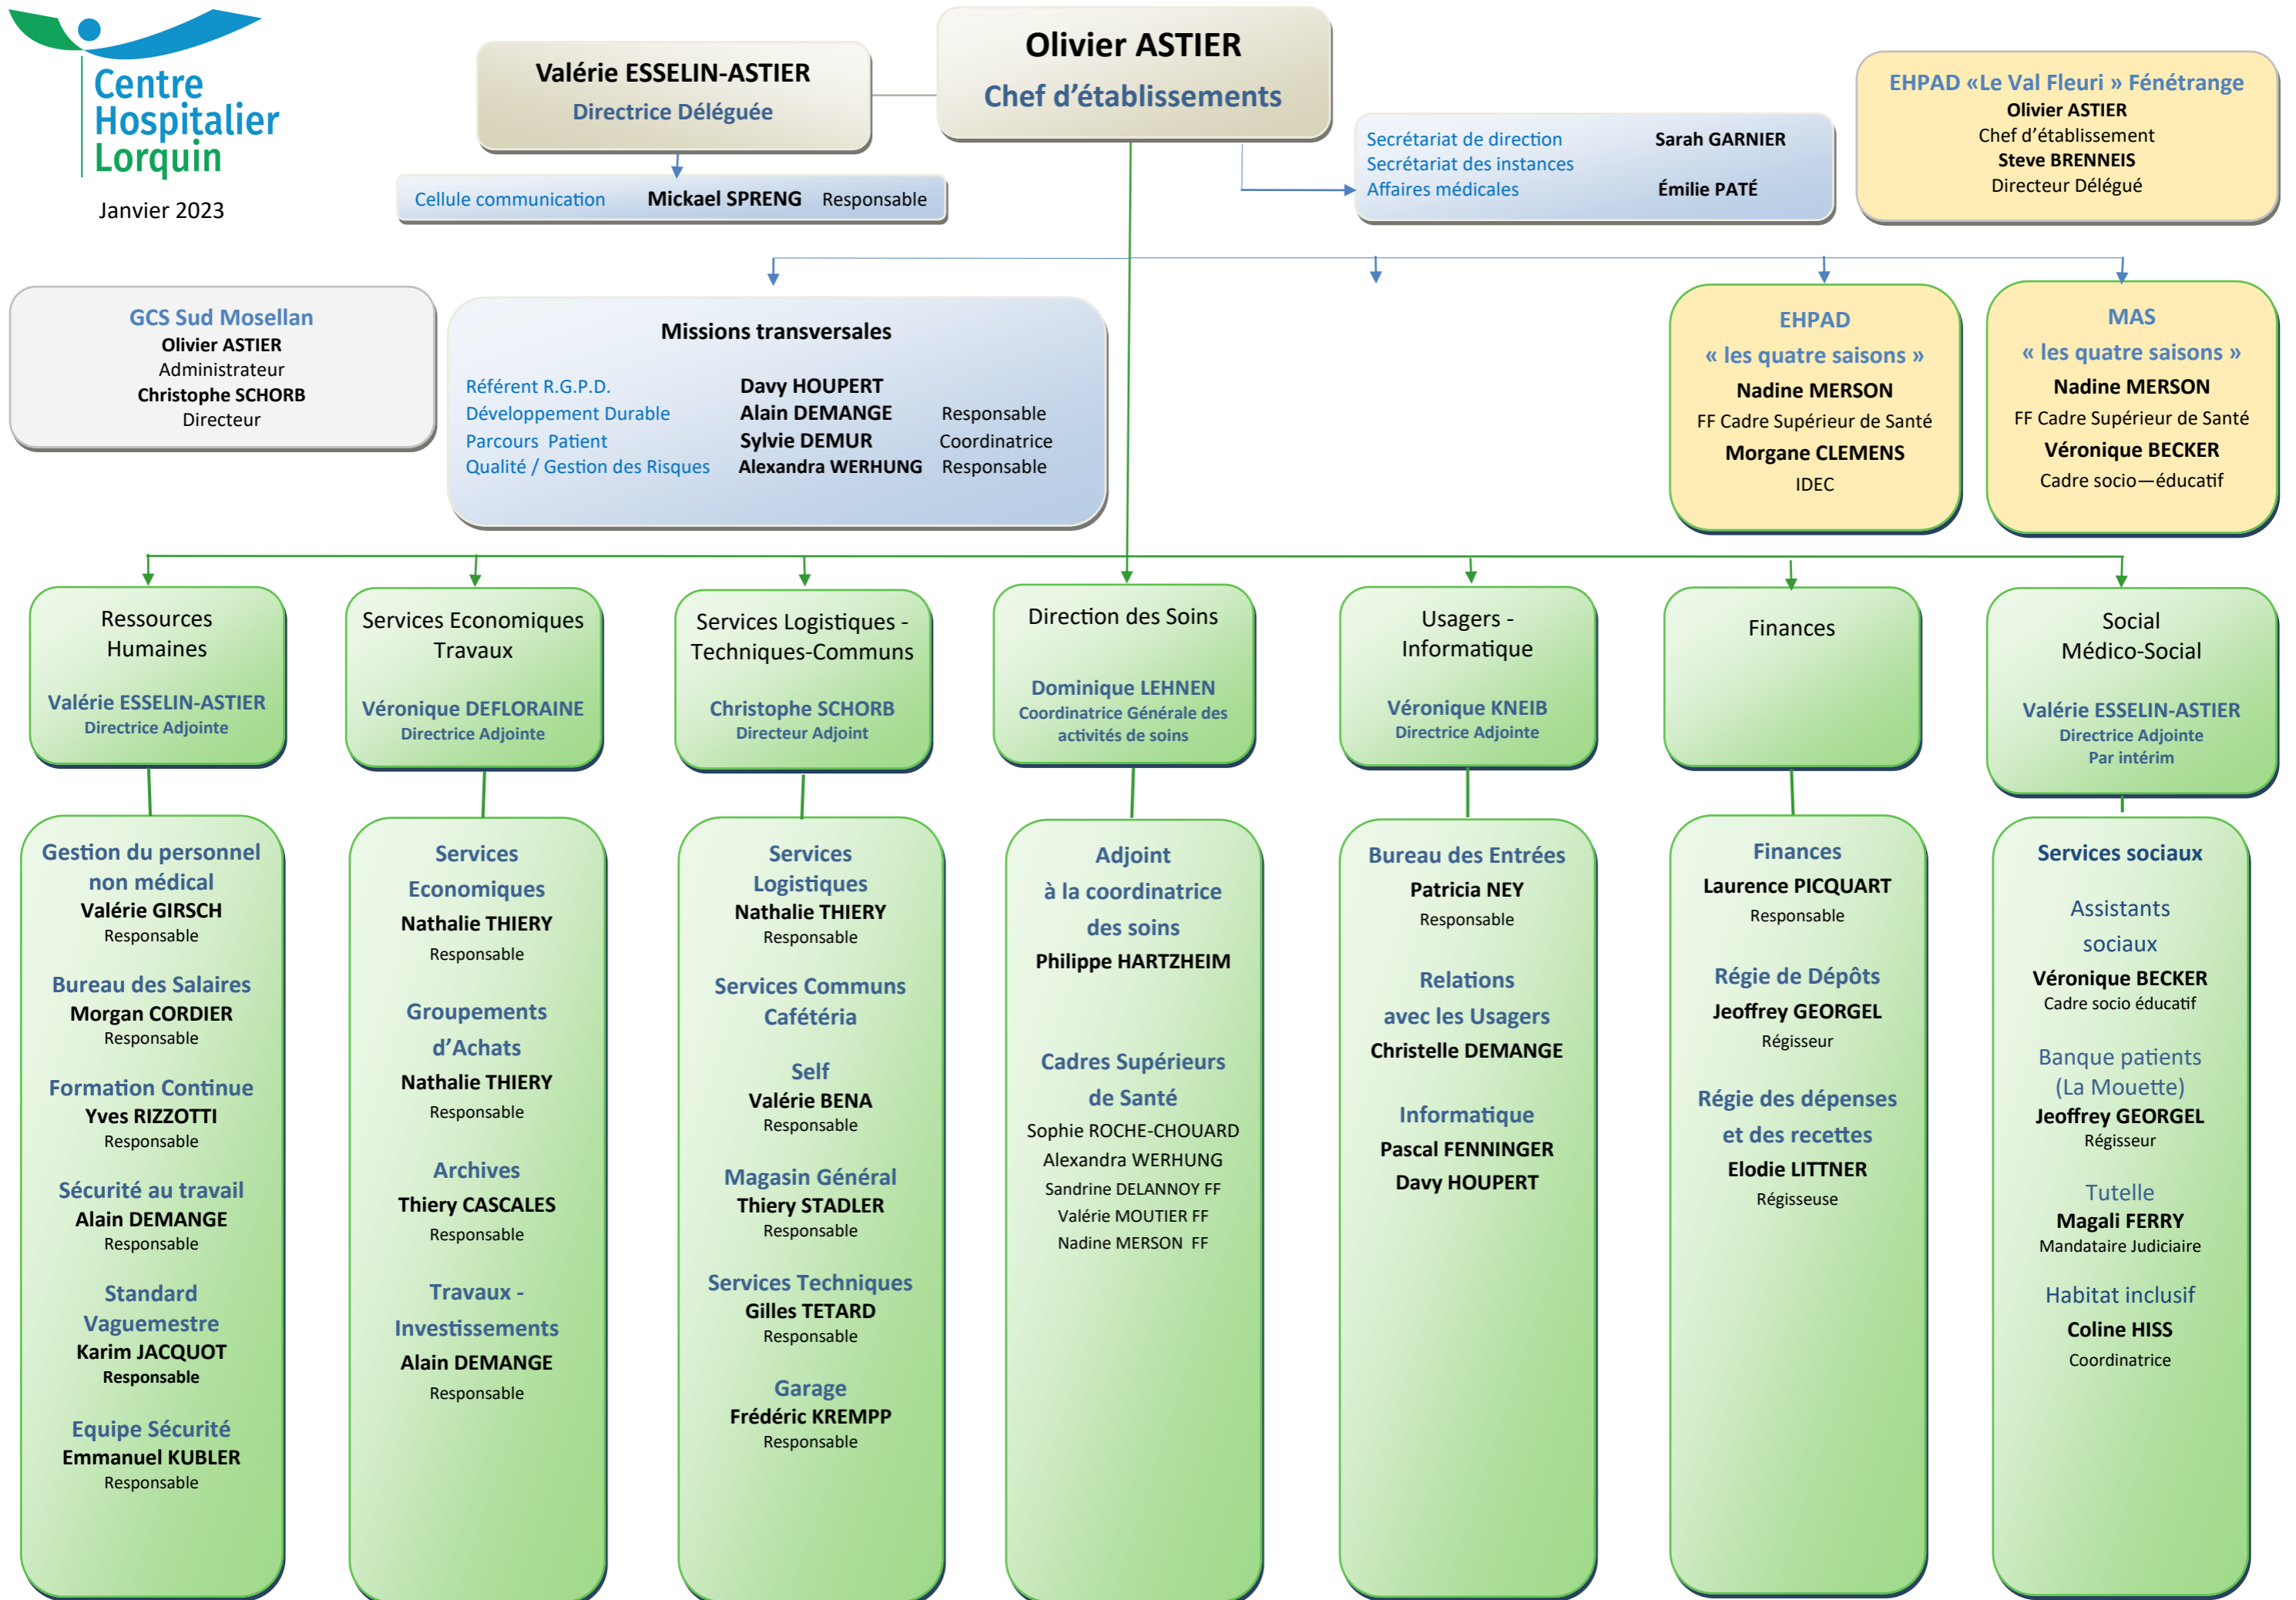 Centre
Hospitalier
Lorquin
Janvier 2023
Valérie ESSELIN-ASTIER
Directrice Déléguée
Olivier ASTIER
Chef d’établissements
Cellule communication Mickael SPRENG Responsable
Secrétariat de direction Sarah GARNIER
Secrétariat des instances
Affaires médicales Émilie PATÉ
EHPAD «Le Val Fleuri » Fénétrange
Olivier ASTIER
Chef d’établissement
Steve BRENNEIS
Directeur Délégué
GCS Sud Mosellan
Olivier ASTIER
Administrateur
Christophe SCHORB
Directeur
Missions transversales
Référent R.G.P.D. Davy HOUPERT
Développement Durable Alain DEMANGE Responsable
Parcours Patient Sylvie DEMUR Coordinatrice
Qualité / Gestion des Risques Alexandra WERHUNG Responsable
EHPAD
« les quatre saisons »
Nadine MERSON
FF Cadre Supérieur de Santé
Morgane CLEMENS
IDEC
MAS
« les quatre saisons »
Nadine MERSON
FF Cadre Supérieur de Santé
Véronique BECKER
Cadre socio—éducatif
Ressources
Humaines
Valérie ESSELIN-ASTIER
Directrice Adjointe
Services Economiques
Travaux
Véronique DEFLORAINE
Directrice Adjointe
Services Logistiques -
Techniques-Communs
Christophe SCHORB
Directeur Adjoint
Direction des Soins
Dominique LEHNEN
Coordinatrice Générale des
activités de soins
Usagers -
Informatique
Véronique KNEIB
Directrice Adjointe
Finances
Social
Médico-Social
Valérie ESSELIN-ASTIER
Directrice Adjointe
Par intérim
Gestion du personnel
non médical
Valérie GIRSCH
Responsable
Bureau des Salaires
Morgan CORDIER
Responsable
Formation Continue
Yves RIZZOTTI
Responsable
Sécurité au travail
Alain DEMANGE
Responsable
Standard
Vaguemestre
Karim JACQUOT
Responsable
Equipe Sécurité
Emmanuel KUBLER
Responsable
Services
Economiques
Nathalie THIERY
Responsable
Groupements
d’Achats
Nathalie THIERY
Responsable
Archives
Thiery CASCALES
Responsable
Travaux -
Investissements
Alain DEMANGE
Responsable
Services
Logistiques
Nathalie THIERY
Responsable
Services Communs
Cafétéria
Self
Valérie BENA
Responsable
Magasin Général
Thiery STADLER
Responsable
Services Techniques
Gilles TETARD
Responsable
Garage
Frédéric KREMPP
Responsable
Adjoint
à la coordinatrice
des soins
Philippe HARTZHEIM
Cadres Supérieurs
de Santé
Sophie ROCHE-CHOUARD
Alexandra WERHUNG
Sandrine DELANNOY FF
Valérie MOUTIER FF
Nadine MERSON FF
Bureau des Entrées
Patricia NEY
Responsable
Relations
avec les Usagers
Christelle DEMANGE
Informatique
Pascal FENNINGER
Davy HOUPERT
Finances
Laurence PICQUART
Responsable
Régie de Dépôts
Jeoffrey GEORGEL
Régisseur
Régie des dépenses
et des recettes
Elodie LITTNER
Régisseuse
Services sociaux
Assistants
sociaux
Véronique BECKER
Cadre socio éducatif
Banque patients
(La Mouette)
Jeoffrey GEORGEL
Régisseur
Tutelle
Magali FERRY
Mandataire Judiciaire
Habitat inclusif
Coline HISS
Coordinatrice